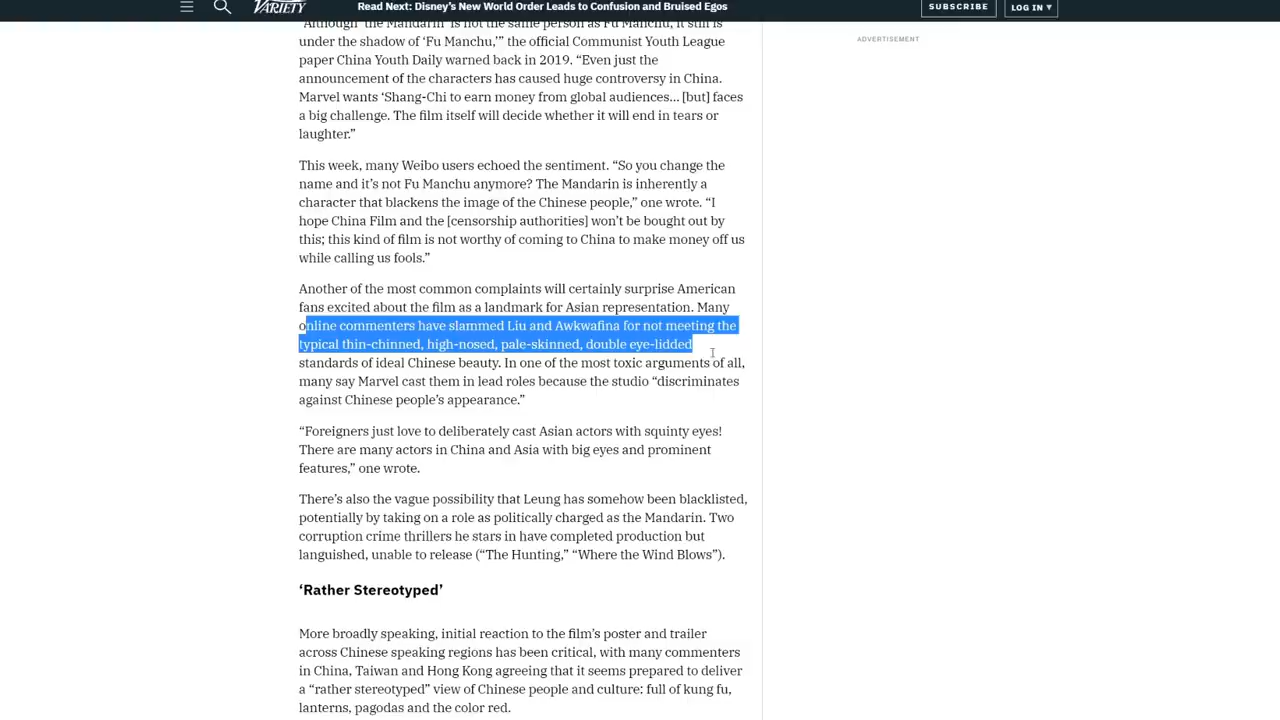 VARIETY
Read Next: Disney’s New World Order Leads to Confusion and Bruised Egos
SUBSCRIBE
LOG IN ▾
ADVERTISEMENT
“Although ‘the Mandarin’ is not the same person as Fu Manchu, it still is
under the shadow of ‘Fu Manchu,’” the official Communist Youth League
paper China Youth Daily warned back in 2019. “Even just the
announcement of the characters has caused huge controversy in China.
Marvel wants ‘Shang-Chi to earn money from global audiences… [but] faces
a big challenge. The film itself will decide whether it will end in tears or
laughter.”
This week, many Weibo users echoed the sentiment. “So you change the
name and it’s not Fu Manchu anymore? The Mandarin is inherently a
character that blackens the image of the Chinese people,” one wrote. “I
hope China Film and the [censorship authorities] won’t be bought out by
this; this kind of film is not worthy of coming to China to make money off us
while calling us fools.”
Another of the most common complaints will certainly surprise American
fans excited about the film as a landmark for Asian representation. Many
online commenters have slammed Liu and Awkwafina for not meeting the
typical thin-chinned, high-nosed, pale-skinned, double eye-lidded
standards of ideal Chinese beauty. In one of the most toxic arguments of all,
many say Marvel cast them in lead roles because the studio “discriminates
against Chinese people’s appearance.”
“Foreigners just love to deliberately cast Asian actors with squinty eyes!
There are many actors in China and Asia with big eyes and prominent
features,” one wrote.
There’s also the vague possibility that Leung has somehow been blacklisted,
potentially by taking on a role as politically charged as the Mandarin. Two
corruption crime thrillers he stars in have completed production but
languished, unable to release (“The Hunting,” “Where the Wind Blows”).
‘Rather Stereotyped’
More broadly speaking, initial reaction to the film’s poster and trailer
across Chinese speaking regions has been critical, with many commenters
in China, Taiwan and Hong Kong agreeing that it seems prepared to deliver
a “rather stereotyped” view of Chinese people and culture: full of kung fu,
lanterns, pagodas and the color red.